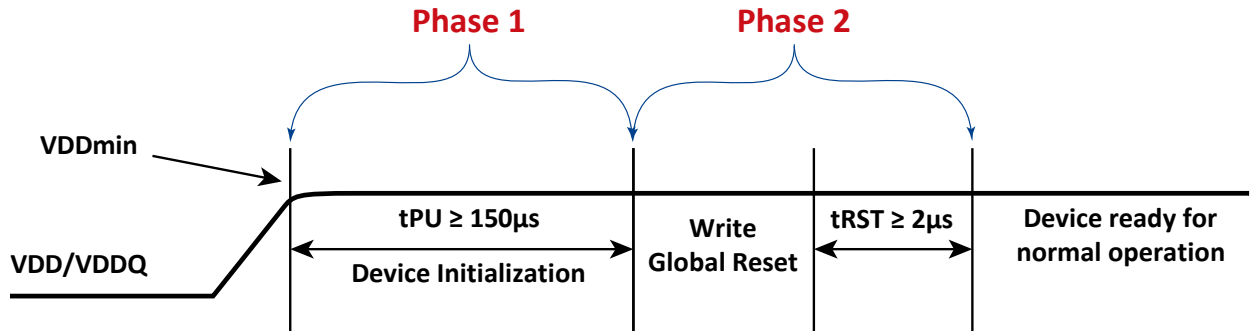 Phase 1
Phase 2
VDDmin
tPU ≥ 150µs
Write
Global Reset
tRST ≥ 2µs
Device ready for
normal operation
VDD/VDDQ
Device Initialization